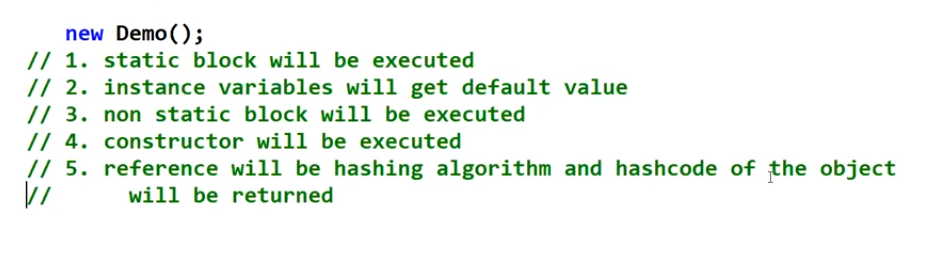 new Demo();
// 1. static block will be executed
// 2. instance variables will get default value
// 3. non static block will be executed
// 4. constructor will be executed
// 5. reference will be hashing algorithm and hashcode of the object
// will be returned